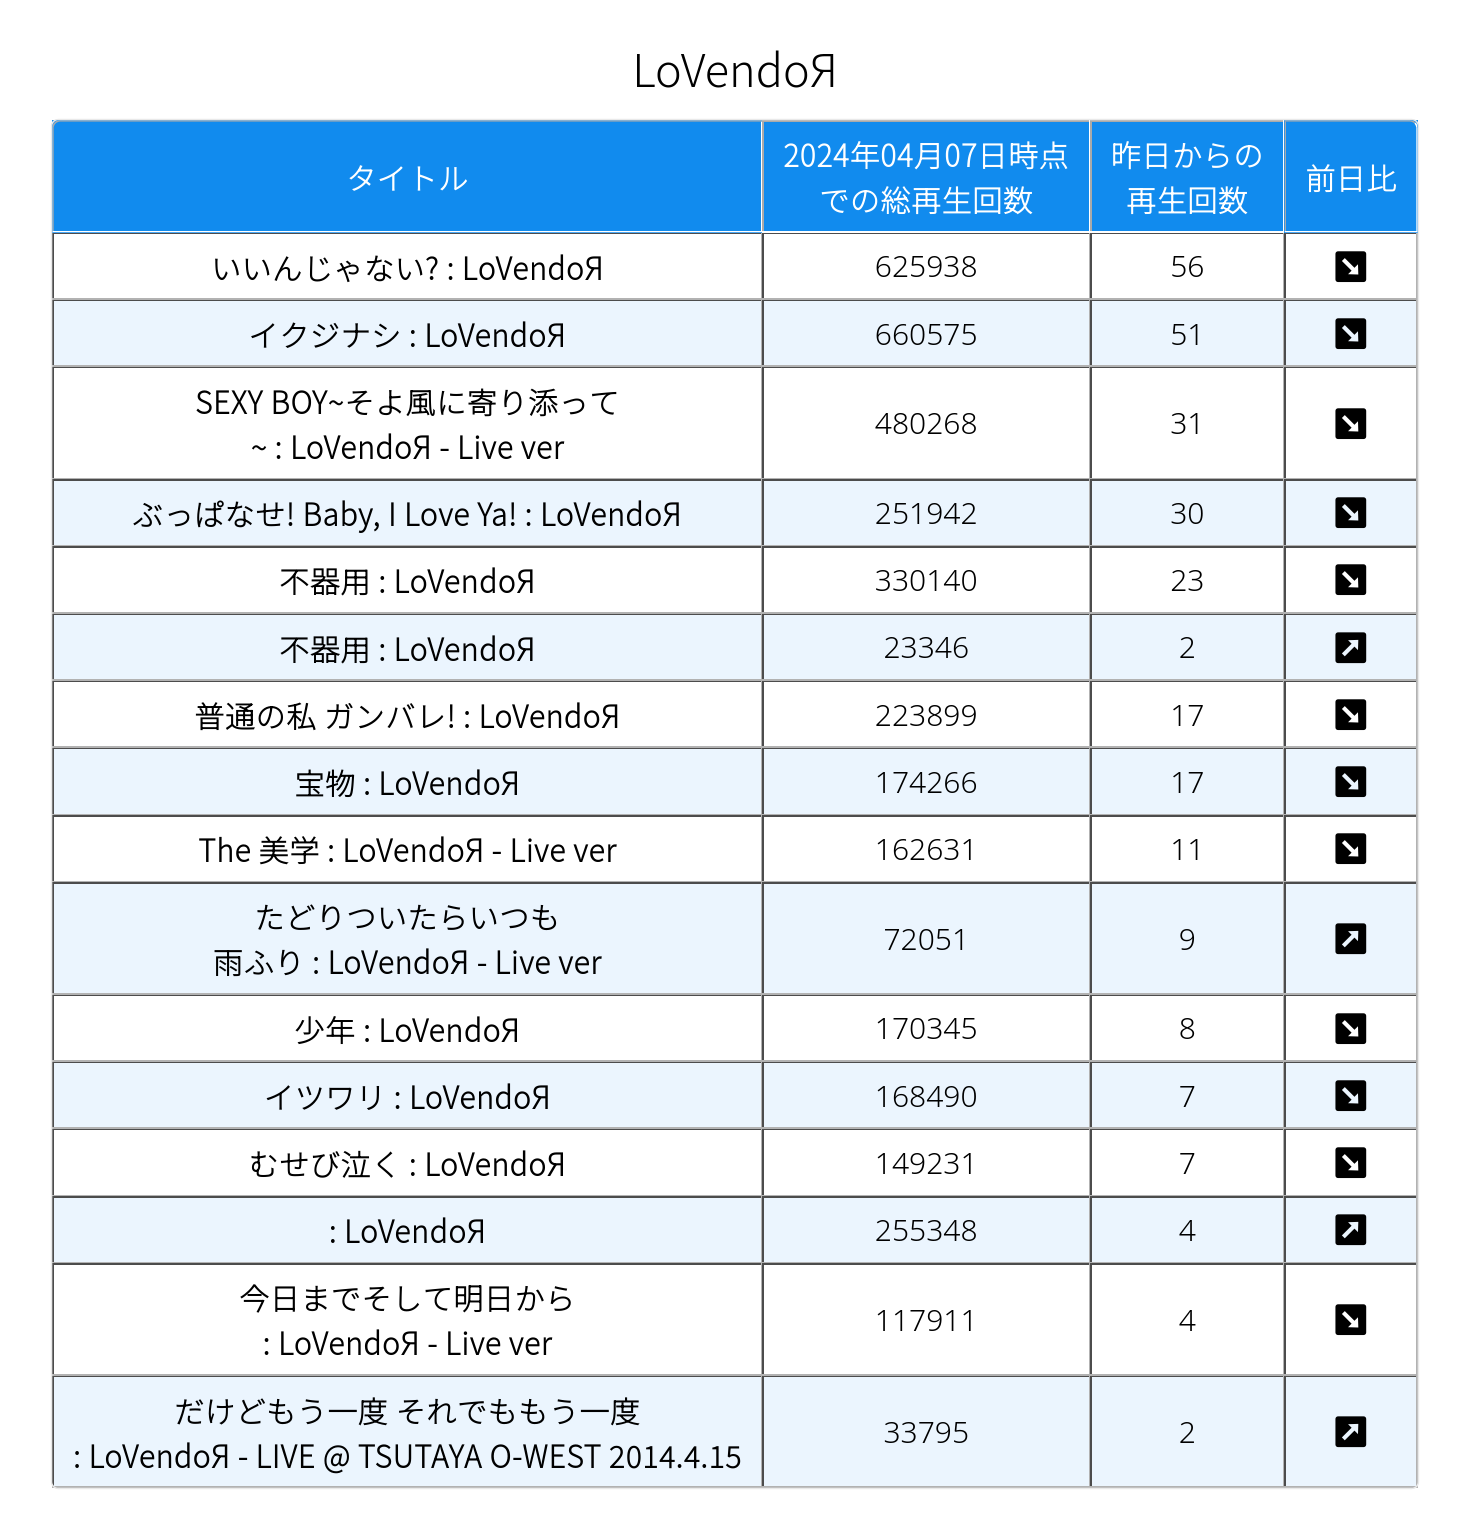 LoVendoЯ
タイトル
2024年04月07日時点
での総再生回数
昨日からの
再生回数
前日比
いいんじゃない? : LoVendoЯ
625938
56
イクジナシ : LoVendoЯ
660575
51
SEXY BOY~そよ風に寄り添って
~ : LoVendoЯ - Live ver
480268
31
ぶっぱなせ! Baby, I Love Ya! : LoVendoЯ
251942
30
不器用 : LoVendoЯ
330140
23
不器用 : LoVendoЯ
23346
2
普通の私 ガンバレ! : LoVendoЯ
223899
17
宝物 : LoVendoЯ
174266
17
The 美学 : LoVendoЯ - Live ver
162631
11
たどりついたらいつも
雨ふり : LoVendoЯ - Live ver
72051
9
少年 : LoVendoЯ
170345
8
イツワリ : LoVendoЯ
168490
7
むせび泣く : LoVendoЯ
149231
7
: LoVendoЯ
255348
4
今日までそして明日から
: LoVendoЯ - Live ver
117911
4
だけどもう一度 それでももう一度
: LoVendoЯ - LIVE @ TSUTAYA O-WEST 2014.4.15
33795
2